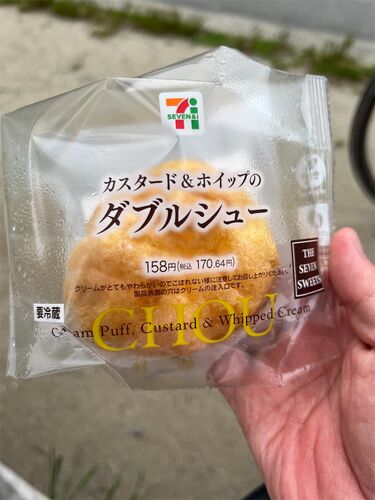 SEVEN&i
カスタード&ホイップの
ダブルシュー
158円(税込 170.64円)
クリームがとてもやわらかいのでこぼれない様に注意してお召し上がりください。
製品表面の穴はクリームの注入口です。
THE
SEVEN
SWEETS
要冷蔵
Cream Puff, Custard & Whipped Cream
CHOU